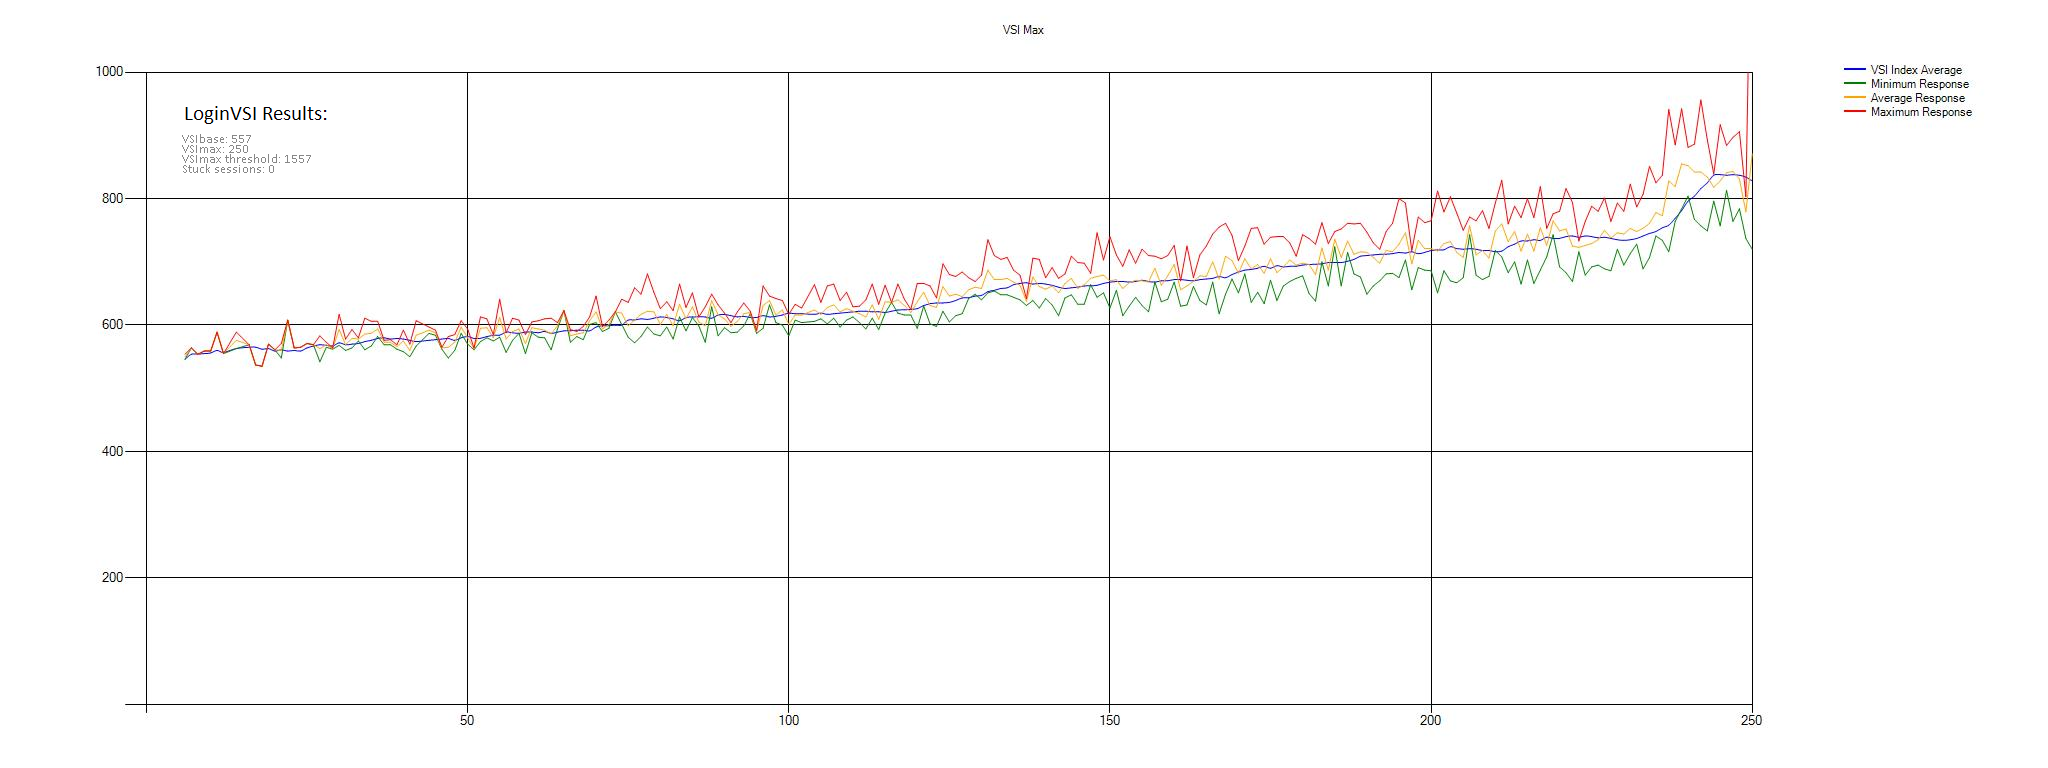 VSI Max
1000
800
600
400
200
LoginVSI Results:
VSIbase: 557
VSImax: 250
VSImax threshold: 1557
Stuck sessions: 0
VSI Index Average
Minimum Response
Average Response
Maximum Response
50
100
150
200
250